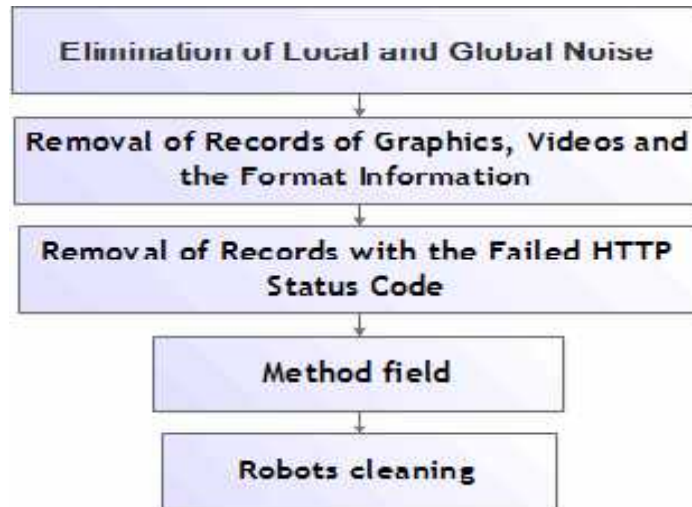 Elimination of Local and Global Noise
Removal of Records of Graphics, Videos and
the Format Information
Removal of Records with the Failed HTTP
Status Code
Method field
Robots cleaning